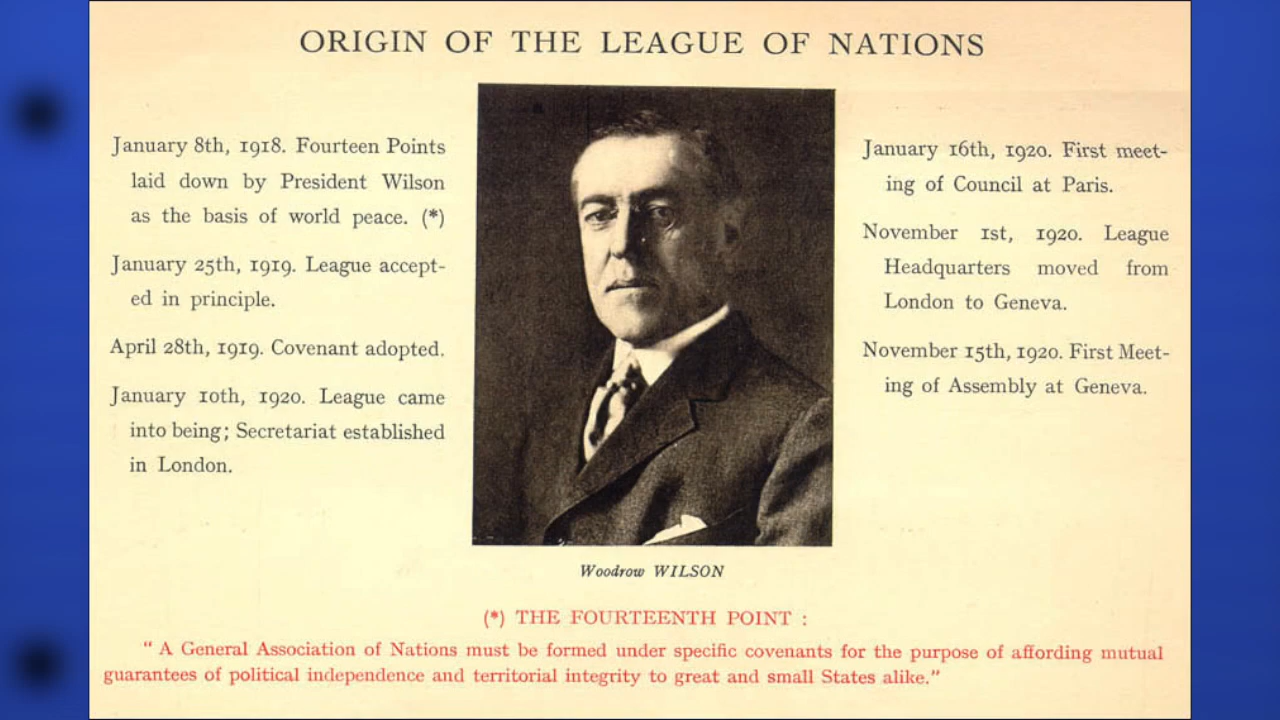 ORIGIN OF THE LEAGUE OF NATIONS
January 8th, 1918. Fourteen Points
laid down by President Wilson
as the basis of world peace. (*)
January 25th, 1919. League accept-
ed in principle.
April 28th, 1919. Covenant adopted.
January 10th, 1920. League came
into being; Secretariat established
in London.
January 16th, 1920. First meet-
ing of Council at Paris.
November 1st, 1920. League
Headquarters moved from
London to Geneva.
November 15th, 1920. First Meet-
ing of Assembly at Geneva.
Woodrow WILSON
(*) THE FOURTEENTH POINT :
“ A General Association of Nations must be formed under specific covenants for the purpose of affording mutual
guarantees of political independence and territorial integrity to great and small States alike.”